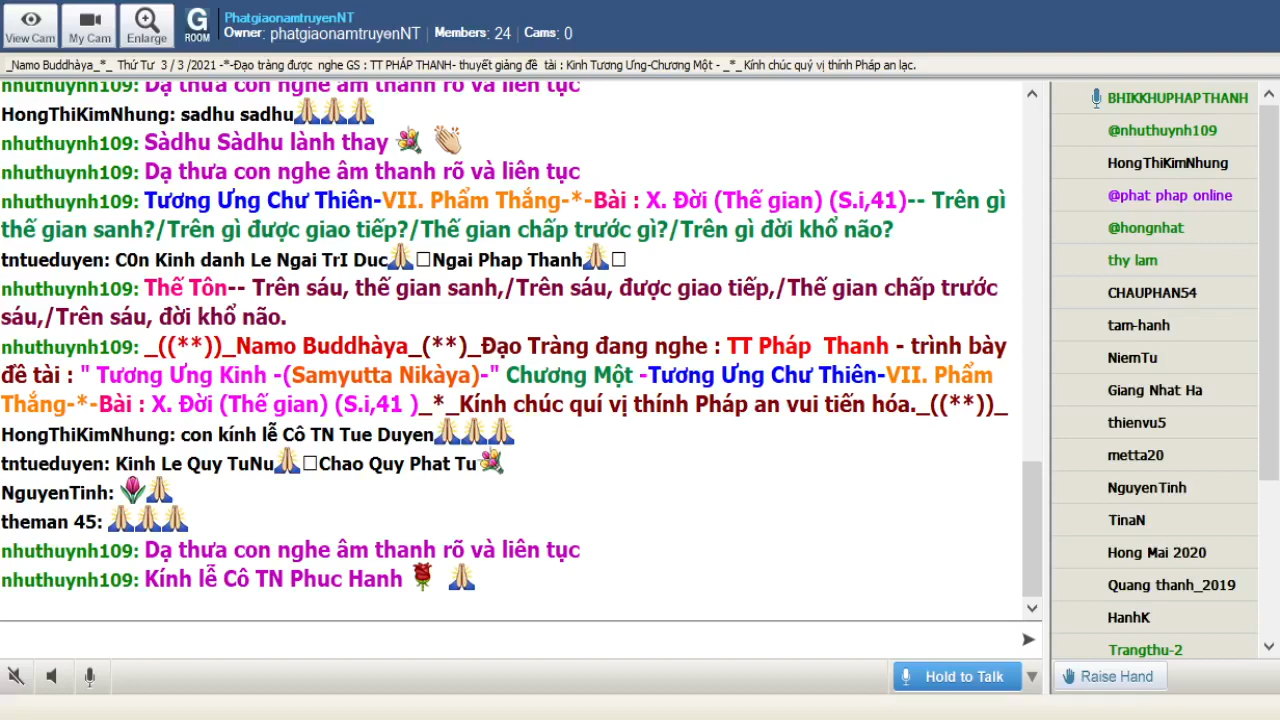 View Cam
My Cam
Enlarge
G
ROOM
PhatgiaonamtruyenNT
Owner: phatgiaonamtruyenNT | Members: 24 | Cams: 0
_Namo Buddhàya_*_ Thứ Tư 3 / 3 /2021 -*-Đạo tràng được nghe GS : TT PHÁP THANH- thuyết giảng đề tài : Kinh Tương Ưng-Chương Một - _*_ Kính chúc quý vị thính Pháp an lạc.
nhuthuynh109: Dạ thưa con nghe âm thanh rõ và liên tục
HongThiKimNhung: sadhu sadhu🙏🙏🙏
nhuthuynh109: Sàdhu Sàdhu lành thay 💐 👏
nhuthuynh109: Dạ thưa con nghe âm thanh rõ và liên tục
nhuthuynh109: Tương Ưng Chư Thiên-VII. Phẩm Thắng-*-Bài : X. Đời (Thế gian) (S.i,41)-- Trên gì
thế gian sanh?/Trên gì được giao tiếp?/Thế gian chấp trước gì?/Trên gì đời khổ não?
tntueduyen: C0n Kinh danh Le Ngai TrI Duc🙏□Ngai Phap Thanh🙏□
nhuthuynh109: Thế Tôn-- Trên sáu, thế gian sanh,/Trên sáu, được giao tiếp,/Thế gian chấp trước
sáu,/Trên sáu, đời khổ não.
nhuthuynh109: _((**))_Namo Buddhàya_(**)_Đạo Tràng đang nghe : TT Pháp Thanh - trình bày
đề tài : " Tương Ưng Kinh -(Samyutta Nikàya)-" Chương Một -Tương Ưng Chư Thiên-VII. Phẩm
Thắng-*-Bài : X. Đời (Thế gian) (S.i,41 )_*_Kính chúc quí vị thính Pháp an vui tiến hóa._((**))_
HongThiKimNhung: con kính lễ Cô TN Tue Duyen🙏🙏🙏
tntueduyen: Kinh Le Quy TuNu🙏□Chao Quy Phat Tu💐
NguyenTinh: 🌷🙏
theman 45: 🙏🙏🙏
nhuthuynh109: Dạ thưa con nghe âm thanh rõ và liên tục
nhuthuynh109: Kính lễ Cô TN Phuc Hanh 🌹 🙏
Hold to Talk
BHIKKHUPHAPTHANH
@nhuthuynh109
HongThiKimNhung
@phat phap online
@hongnhat
thy lam
CHAUPHAN54
tam-hanh
NiemTu
Giang Nhat Ha
thienvu5
metta20
NguyenTinh
TinaN
Hong Mai 2020
Quang thanh_2019
HanhK
Trangthu-2
Raise Hand